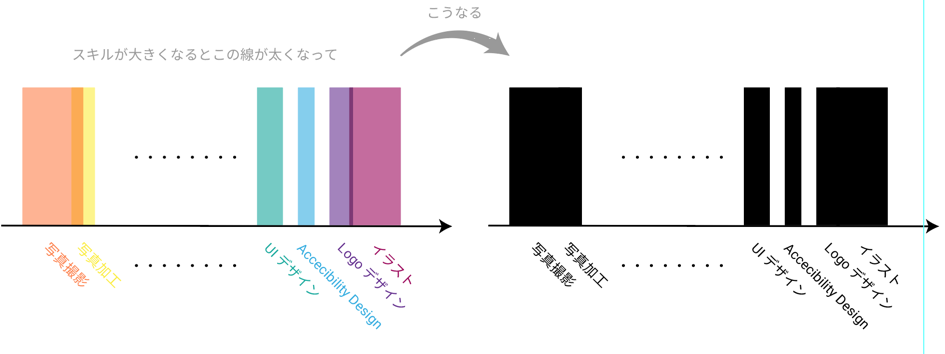 こうなる
スキルが大きくなるとこの線が太くなって
写真撮影
写真加工
UI デザイン
Accecibility Design
Logo デザイン
イラスト
写真撮影
写真加工
UI デザイン
Accecibility Design
Logo デザイン
イラスト